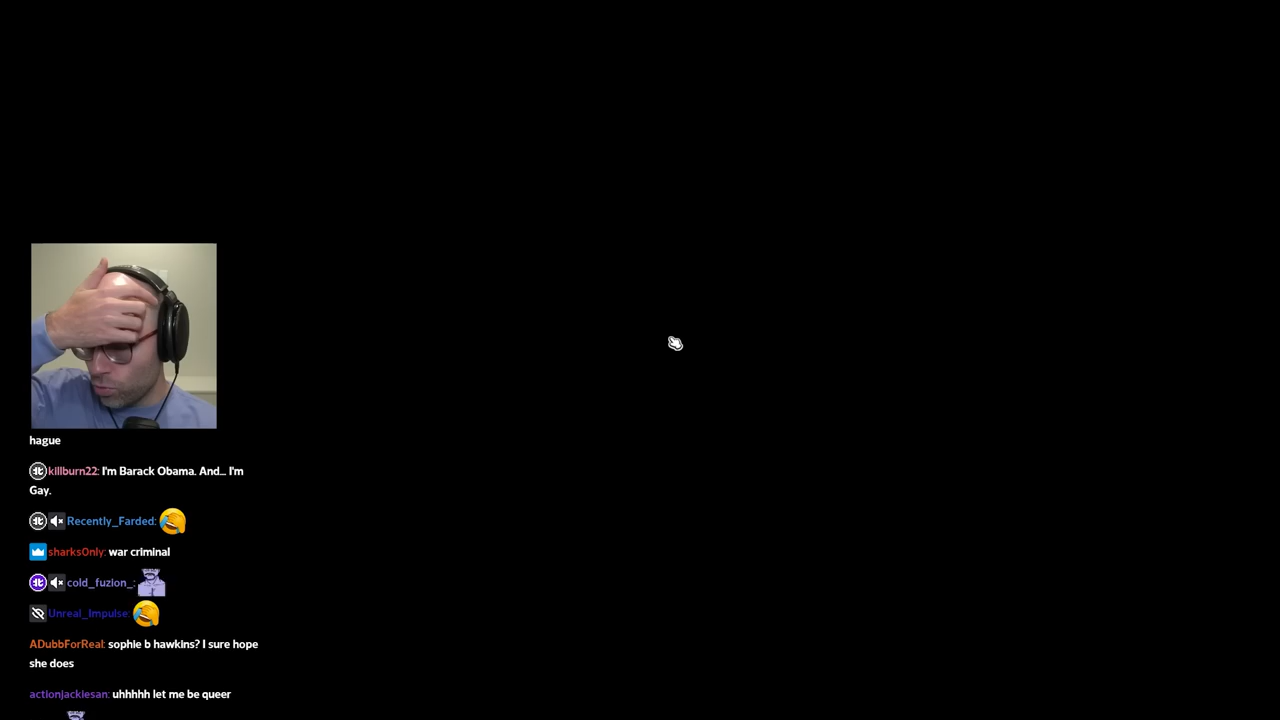 hague
killburn22: I'm Barack Obama. And... I'm
Gay.
Recently_Farded:
sharksOnly: war criminal
cold_fuzion_:
Unreal_Impulse:
ADubbForReal: sophie b hawkins? I sure hope
she does
actionjackiesan: uhhhhh let me be queer